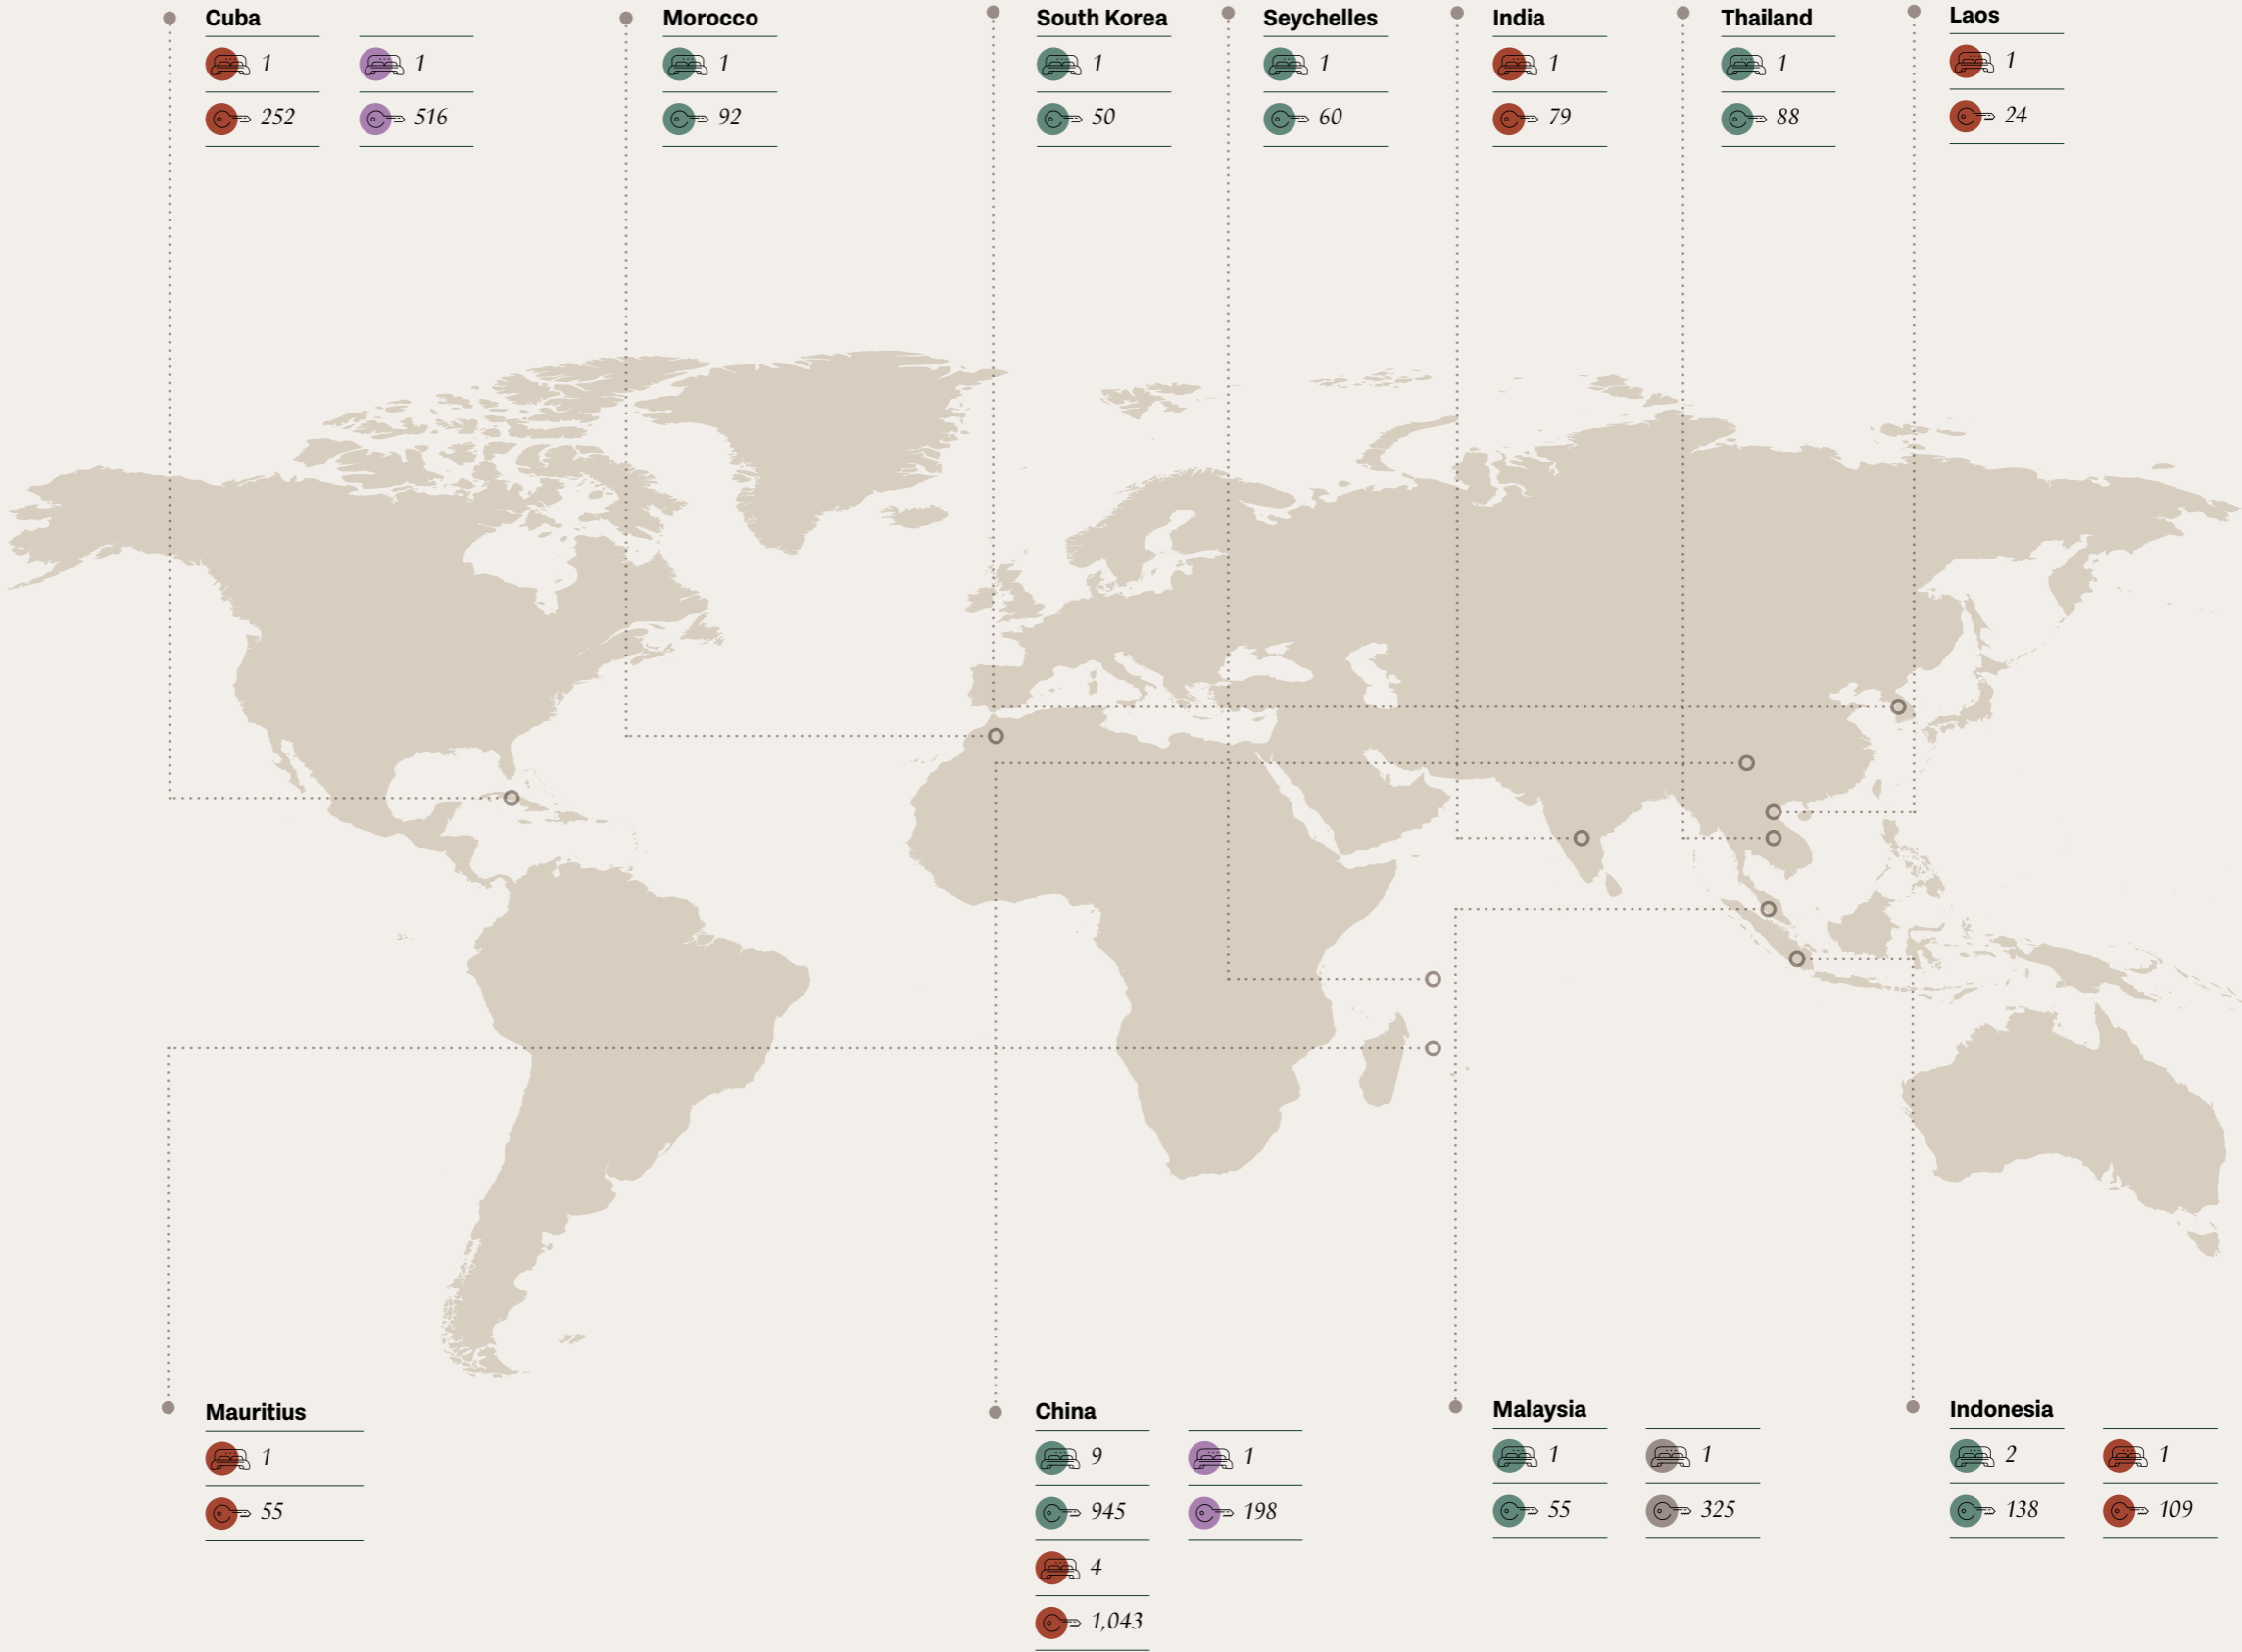 Cuba
1 1
252 516
Morocco
1
92
South Korea
1
50
Seychelles
1
60
India
1
79
Thailand
1
88
Laos
1
24
Mauritius
1
55
China
9 1
945 198
4
1,043
Malaysia
1 1
55 325
Indonesia
2 1
138 109